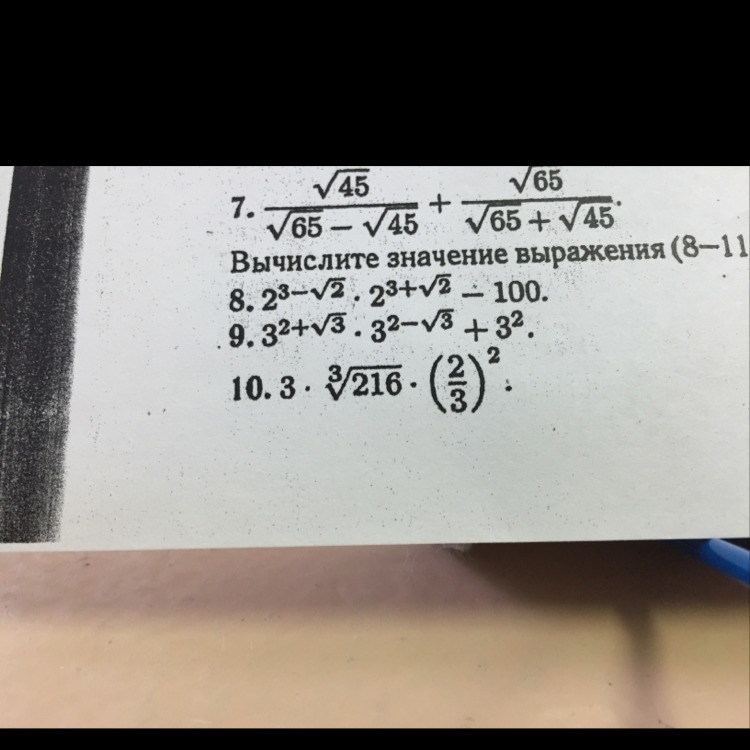 7. √45/(√65 − √45) + √65/(√65 + √45).
Вычислите значение выражения (8–11
8. 2^(3−√2) · 2^(3+√2) − 100.
9. 3^(2+√3) · 3^(2−√3) + 3².
10. 3 · ∛216 · (2/3)².